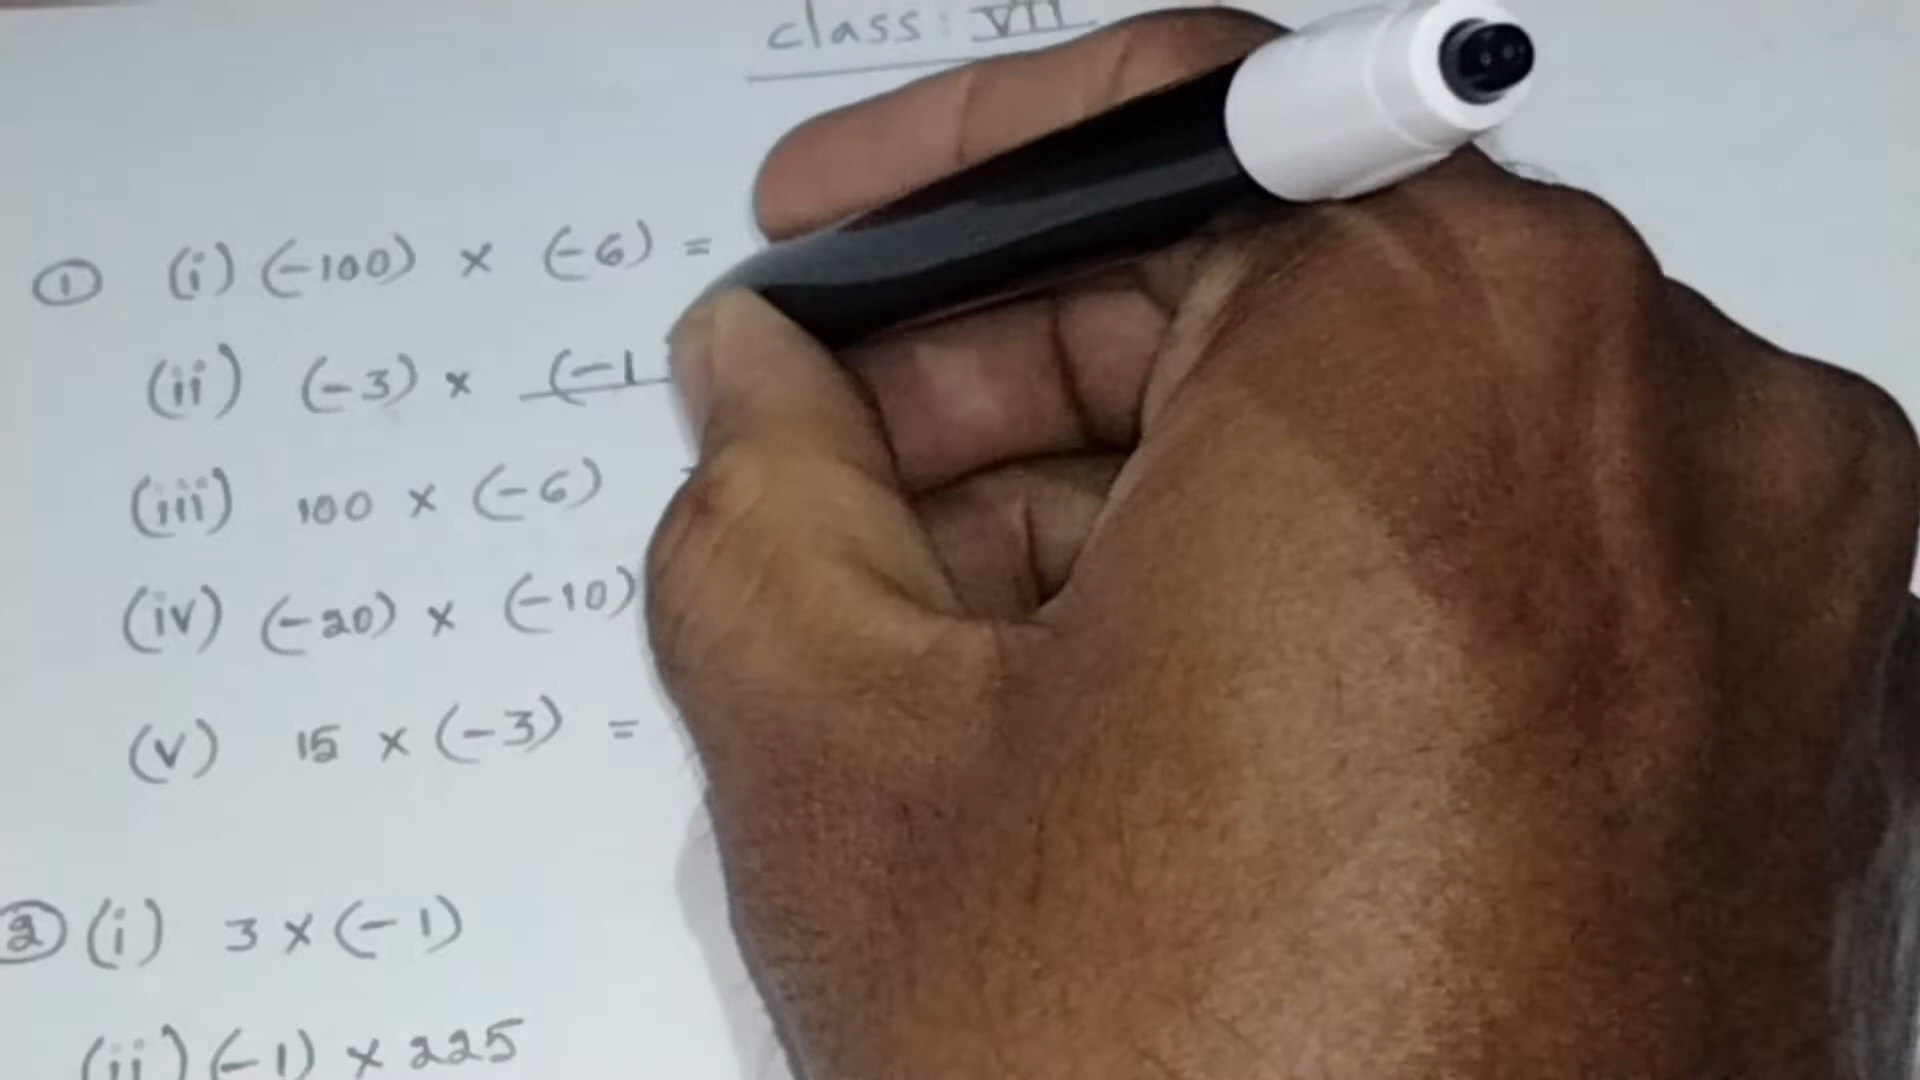 class: VII
① (i) (-100) × (-6) =
(ii) (-3) × (-1
(iii) 100 × (-6)
(iv) (-20) × (-10)
(v) 15 × (-3) =
② (i) 3 × (-1)
(ii) (-1) × 225